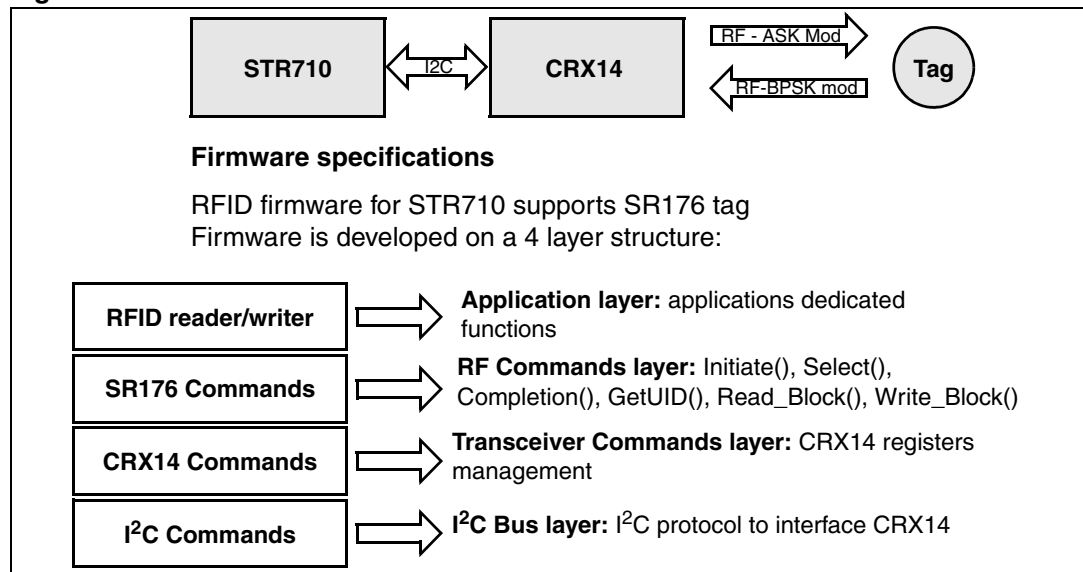 STR710
I2C
CRX14
RF - ASK Mod
RF-BPSK mod
Tag
Firmware specifications
RFID firmware for STR710 supports SR176 tag
Firmware is developed on a 4 layer structure:
RFID reader/writer
Application layer: applications dedicated
functions
SR176 Commands
RF Commands layer: Initiate(), Select(),
Completion(), GetUID(), Read_Block(), Write_Block()
CRX14 Commands
Transceiver Commands layer: CRX14 registers
management
I²C Commands
I²C Bus layer: I²C protocol to interface CRX14